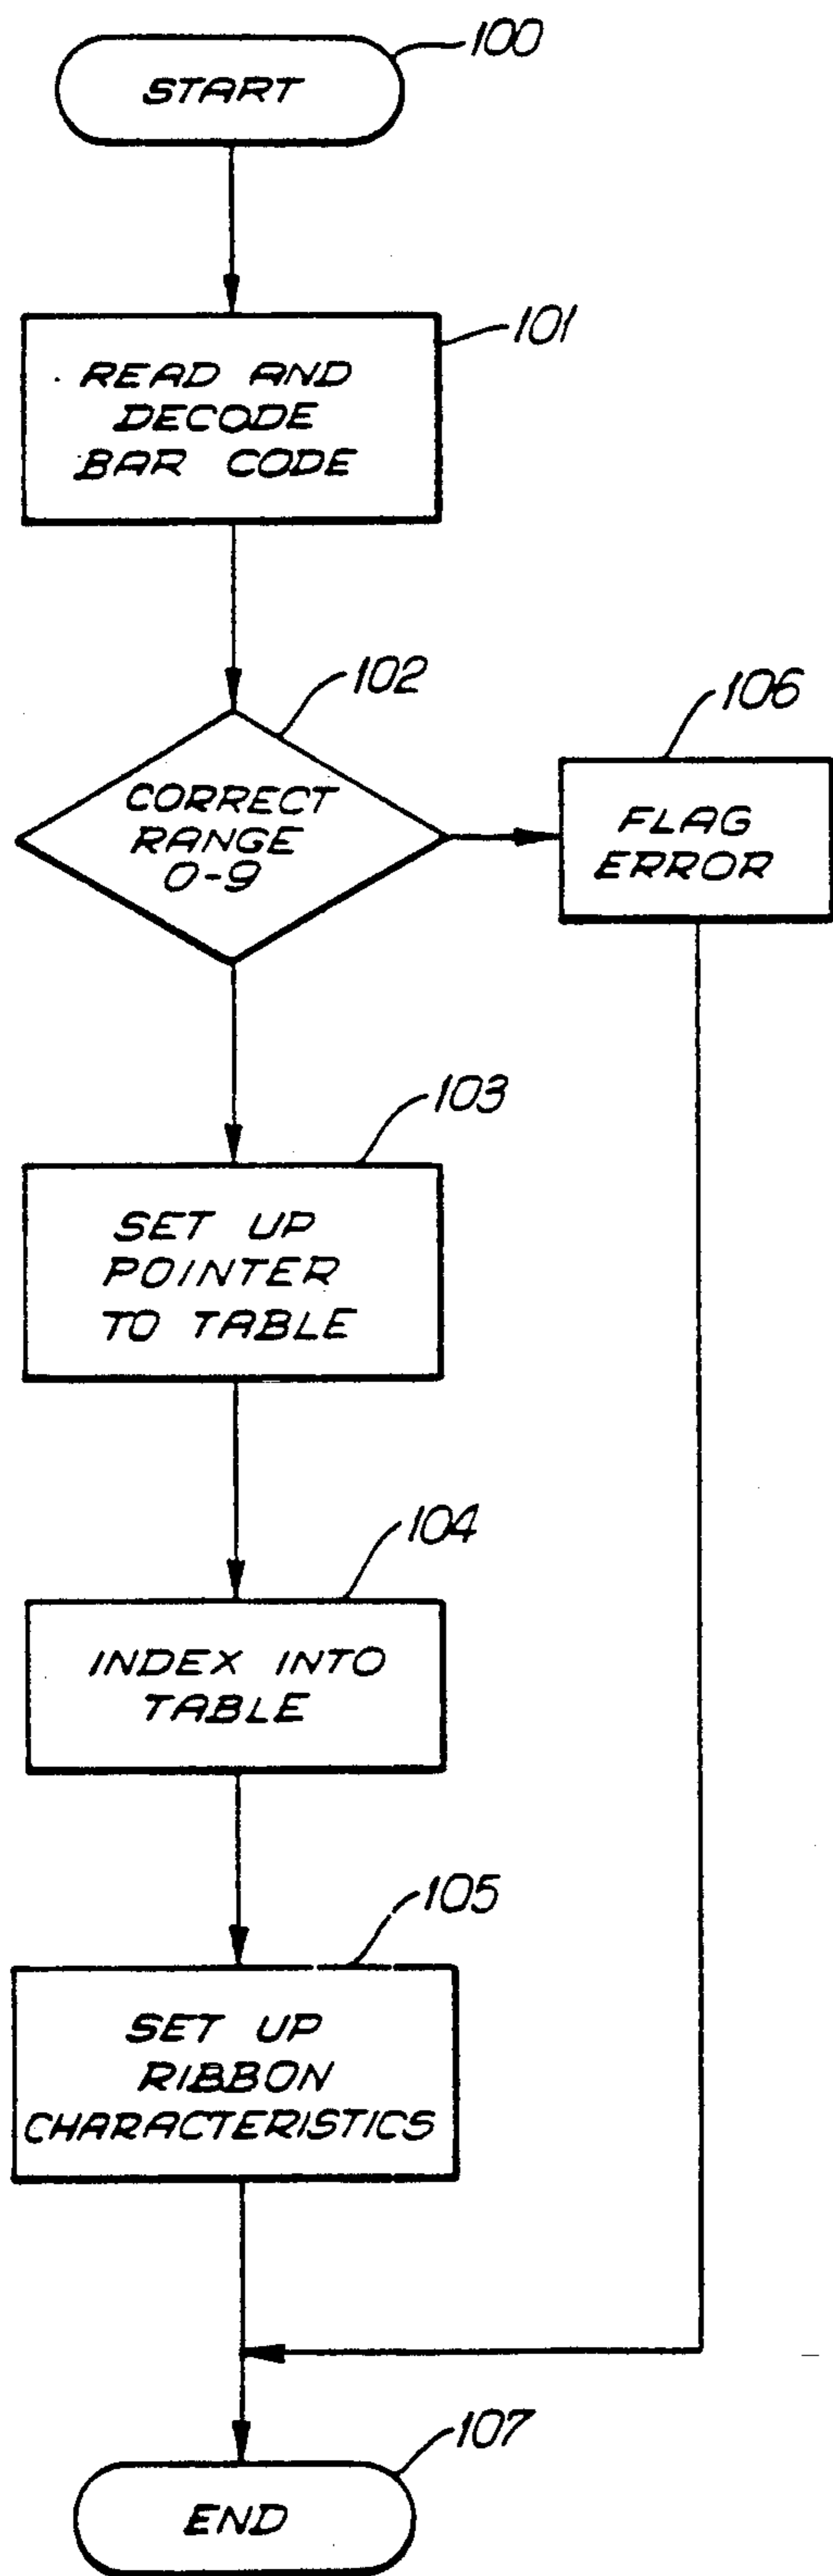 100
START
101
READ AND
DECODE
BAR CODE
102
CORRECT
RANGE
0-9
106
FLAG
ERROR
103
SET UP
POINTER
TO TABLE
104
INDEX INTO
TABLE
105
SET UP
RIBBON
CHARACTERISTICS
107
END